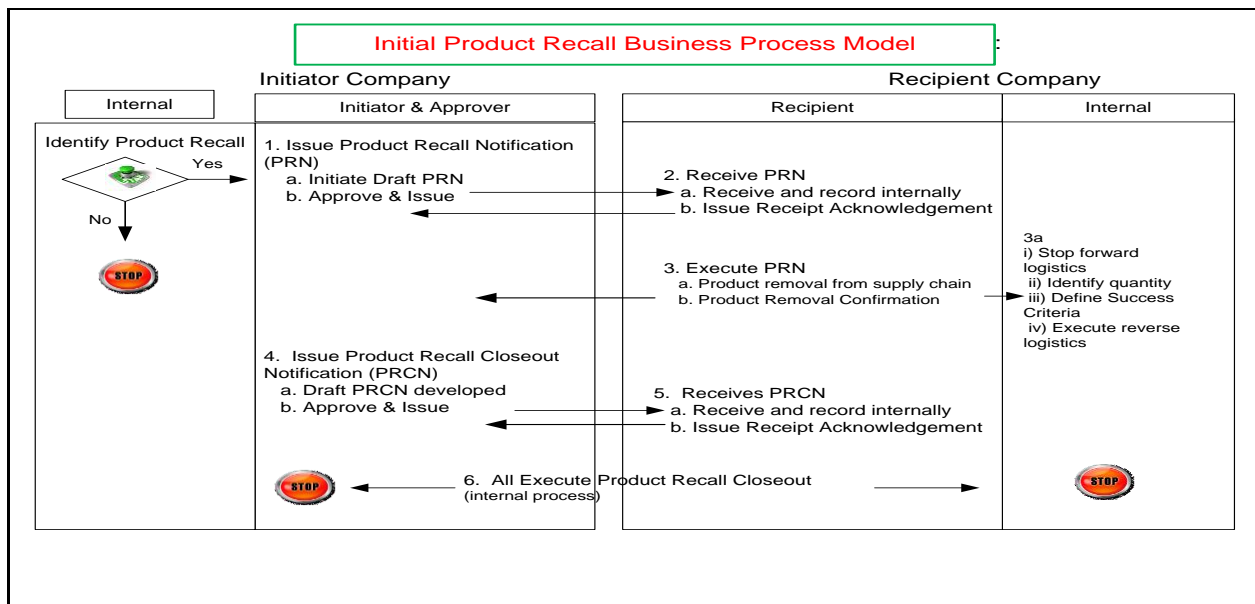 Initial Product Recall Business Process Model
:
Initiator Company
Recipient Company
Internal
Initiator & Approver
Recipient
Internal
Identify Product Recall
Yes
No
STOP
1. Issue Product Recall Notification
(PRN)
a. Initiate Draft PRN
b. Approve & Issue
2. Receive PRN
a. Receive and record internally
b. Issue Receipt Acknowledgement
3. Execute PRN
a. Product removal from supply chain
b. Product Removal Confirmation
3a
i) Stop forward
logistics
ii) Identify quantity
iii) Define Success
Criteria
iv) Execute reverse
logistics
4. Issue Product Recall Closeout
Notification (PRCN)
a. Draft PRCN developed
b. Approve & Issue
5. Receives PRCN
a. Receive and record internally
b. Issue Receipt Acknowledgement
STOP
6. All Execute Product Recall Closeout
(internal process)
STOP